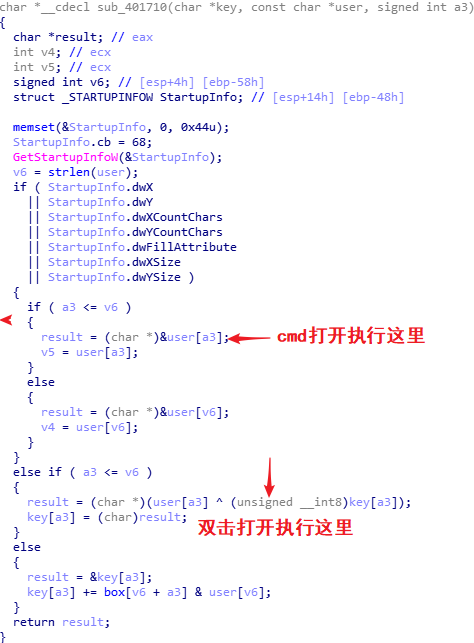 char *__cdecl sub_401710(char *key, const char *user, signed int a3)
{
char *result; // eax
int v4; // ecx
int v5; // ecx
signed int v6; // [esp+4h] [ebp-58h]
struct _STARTUPINFOW StartupInfo; // [esp+14h] [ebp-48h]
memset(&StartupInfo, 0, 0x44u);
StartupInfo.cb = 68;
GetStartupInfoW(&StartupInfo);
v6 = strlen(user);
if ( StartupInfo.dwX
|| StartupInfo.dwY
|| StartupInfo.dwXCountChars
|| StartupInfo.dwYCountChars
|| StartupInfo.dwFillAttribute
|| StartupInfo.dwXSize
|| StartupInfo.dwYSize )
{
if ( a3 <= v6 )
{
result = (char *)&user[a3]; cmd打开执行这里
v5 = user[a3];
}
else
{
result = (char *)&user[v6];
v4 = user[v6];
}
}
else if ( a3 <= v6 )
{
result = (char *)(user[a3] ^ (unsigned __int8)key[a3]);
key[a3] = (char)result; 双击打开执行这里
}
else
{
result = &key[a3];
key[a3] += box[v6 + a3] & user[v6];
}
return result;
}